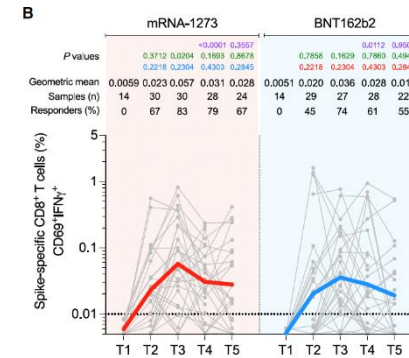 B
mRNA-1273 BNT162b2
<0.0001 0.3557 0.0112
0.3712 0.0204 0.1693 0.8678 0.7858 0.1629 0.7860
P values
0.2218 0.2304 0.4303 0.2845 0.2218 0.2304 0.4303
Geometric mean 0.0059 0.023 0.057 0.031 0.028 0.0051 0.020 0.036 0.028
Samples (n) 14 30 30 28 24 14 29 27 28 22
Responders (%) 0 67 83 79 67 0 45 74 61 55
Spike-specific CD8+ T cells (%)
CD69+IFNγ+
5
1
0.1
0.01
T1 T2 T3 T4 T5 T1 T2 T3 T4 T5